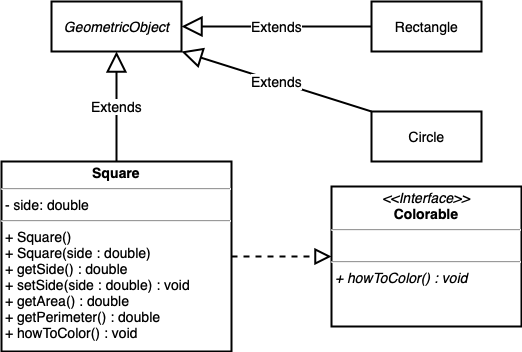 GeometricObject
Extends
Rectangle
Extends
Circle
Extends
Square
- side: double
+ Square()
+ Square(side : double)
+ getSide() : double
+ setSide(side : double) : void
+ getArea() : double
+ getPerimeter() : double
+ howToColor() : void
<<Interface>>
Colorable
+ howToColor() : void